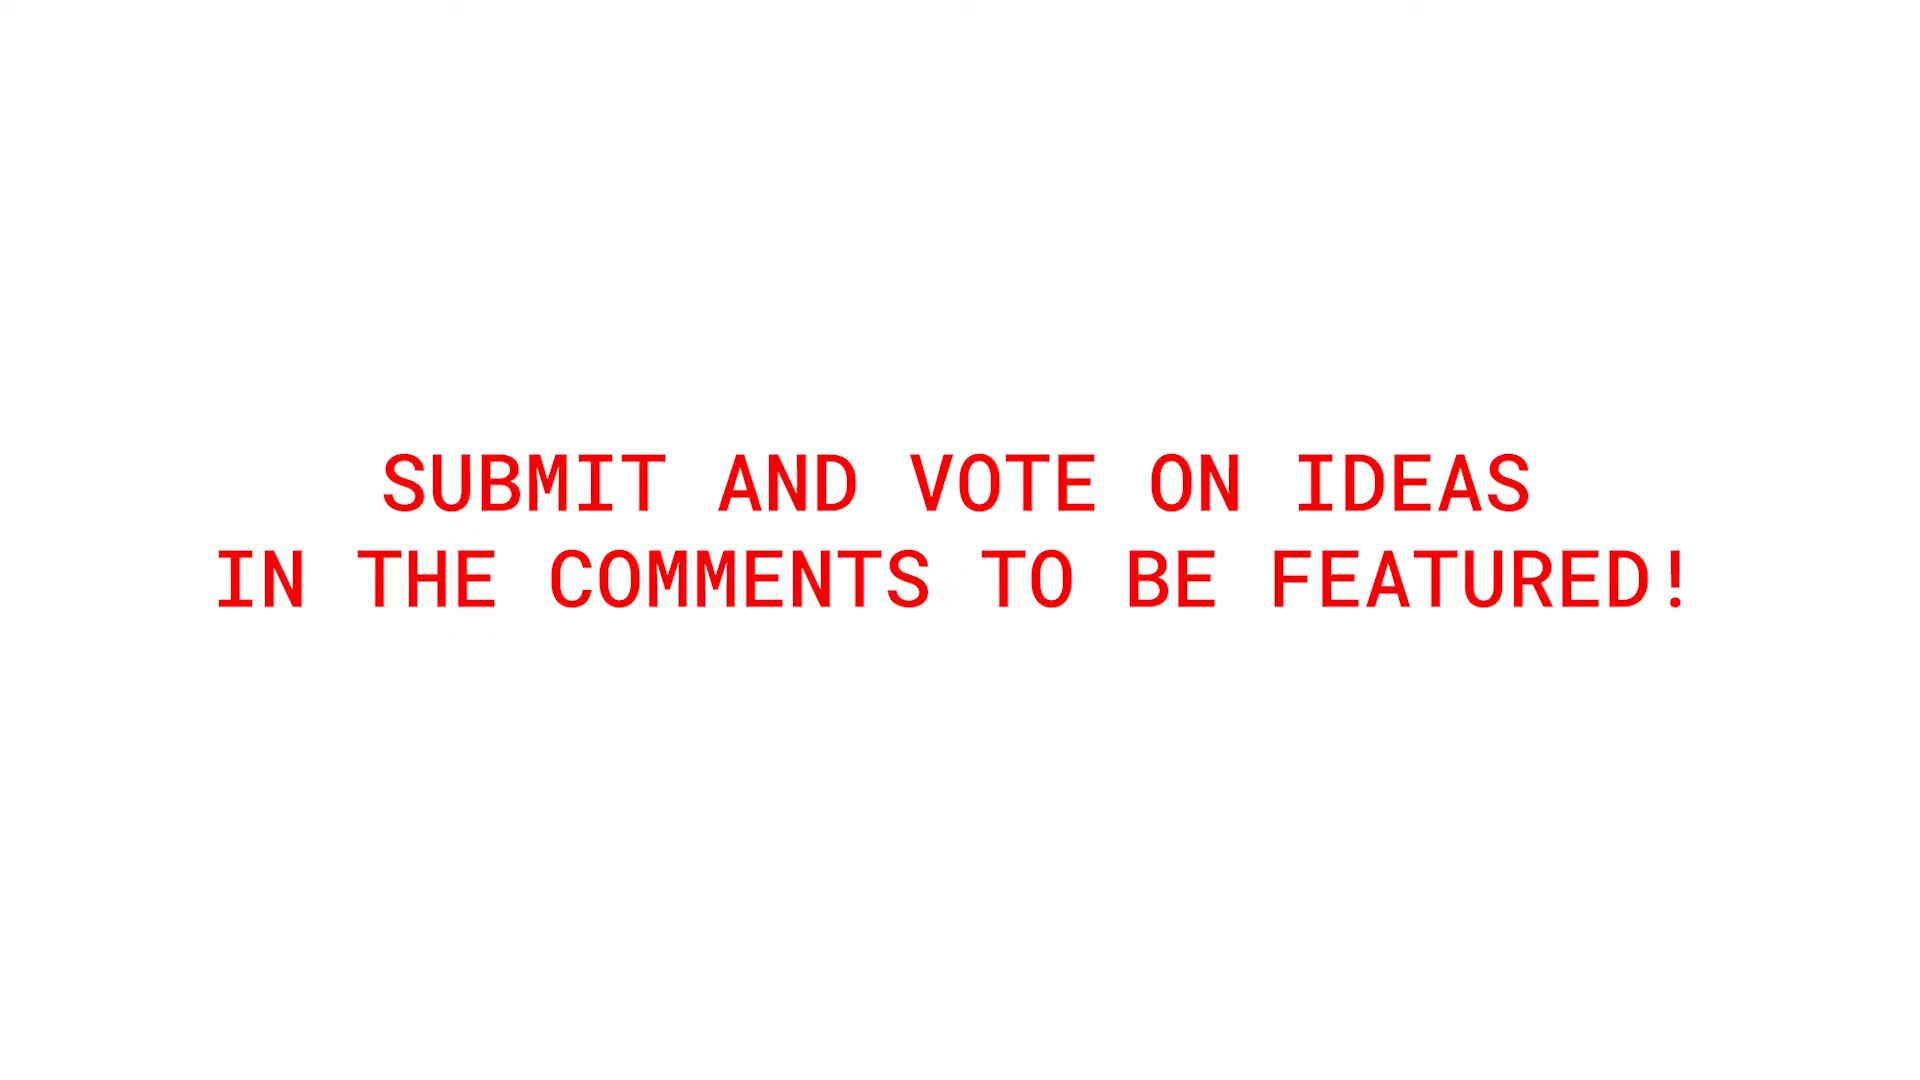 SUBMIT AND VOTE ON IDEAS
IN THE COMMENTS TO BE FEATURED!